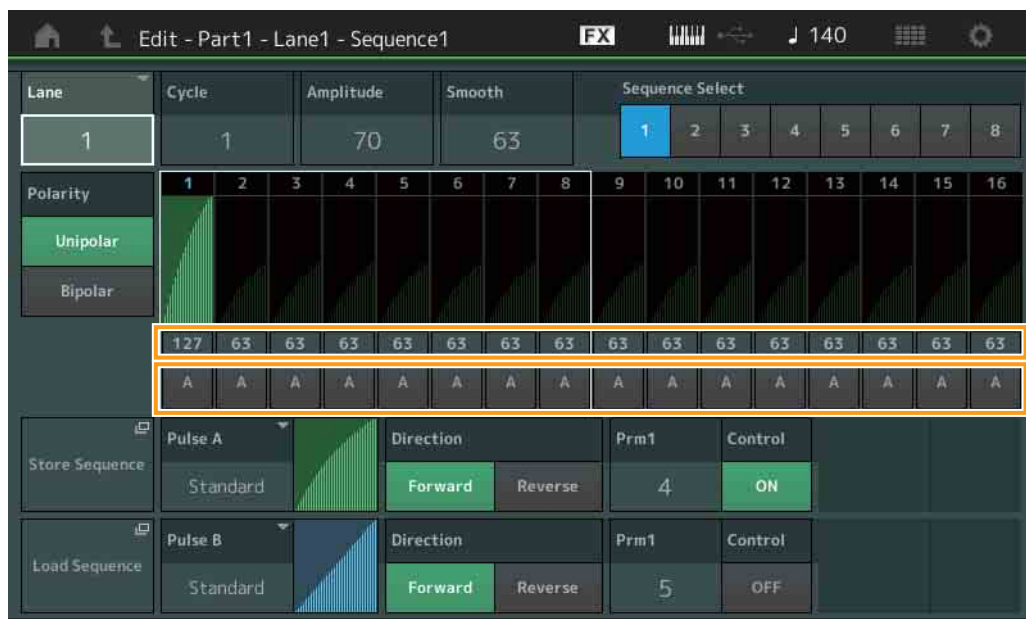 Edit - Part1 - Lane1 - Sequence1 FX ♩ 140
Lane Cycle Amplitude Smooth Sequence Select
1 1 70 63 1 2 3 4 5 6 7 8
Polarity 1 2 3 4 5 6 7 8 9 10 11 12 13 14 15 16
Unipolar
Bipolar
127 63 63 63 63 63 63 63 63 63 63 63 63 63 63 63
A A A A A A A A A A A A A A A A
Store Sequence Pulse A Direction Prm1 Control
Standard Forward Reverse 4 ON
Load Sequence Pulse B Direction Prm1 Control
Standard Forward Reverse 5 OFF